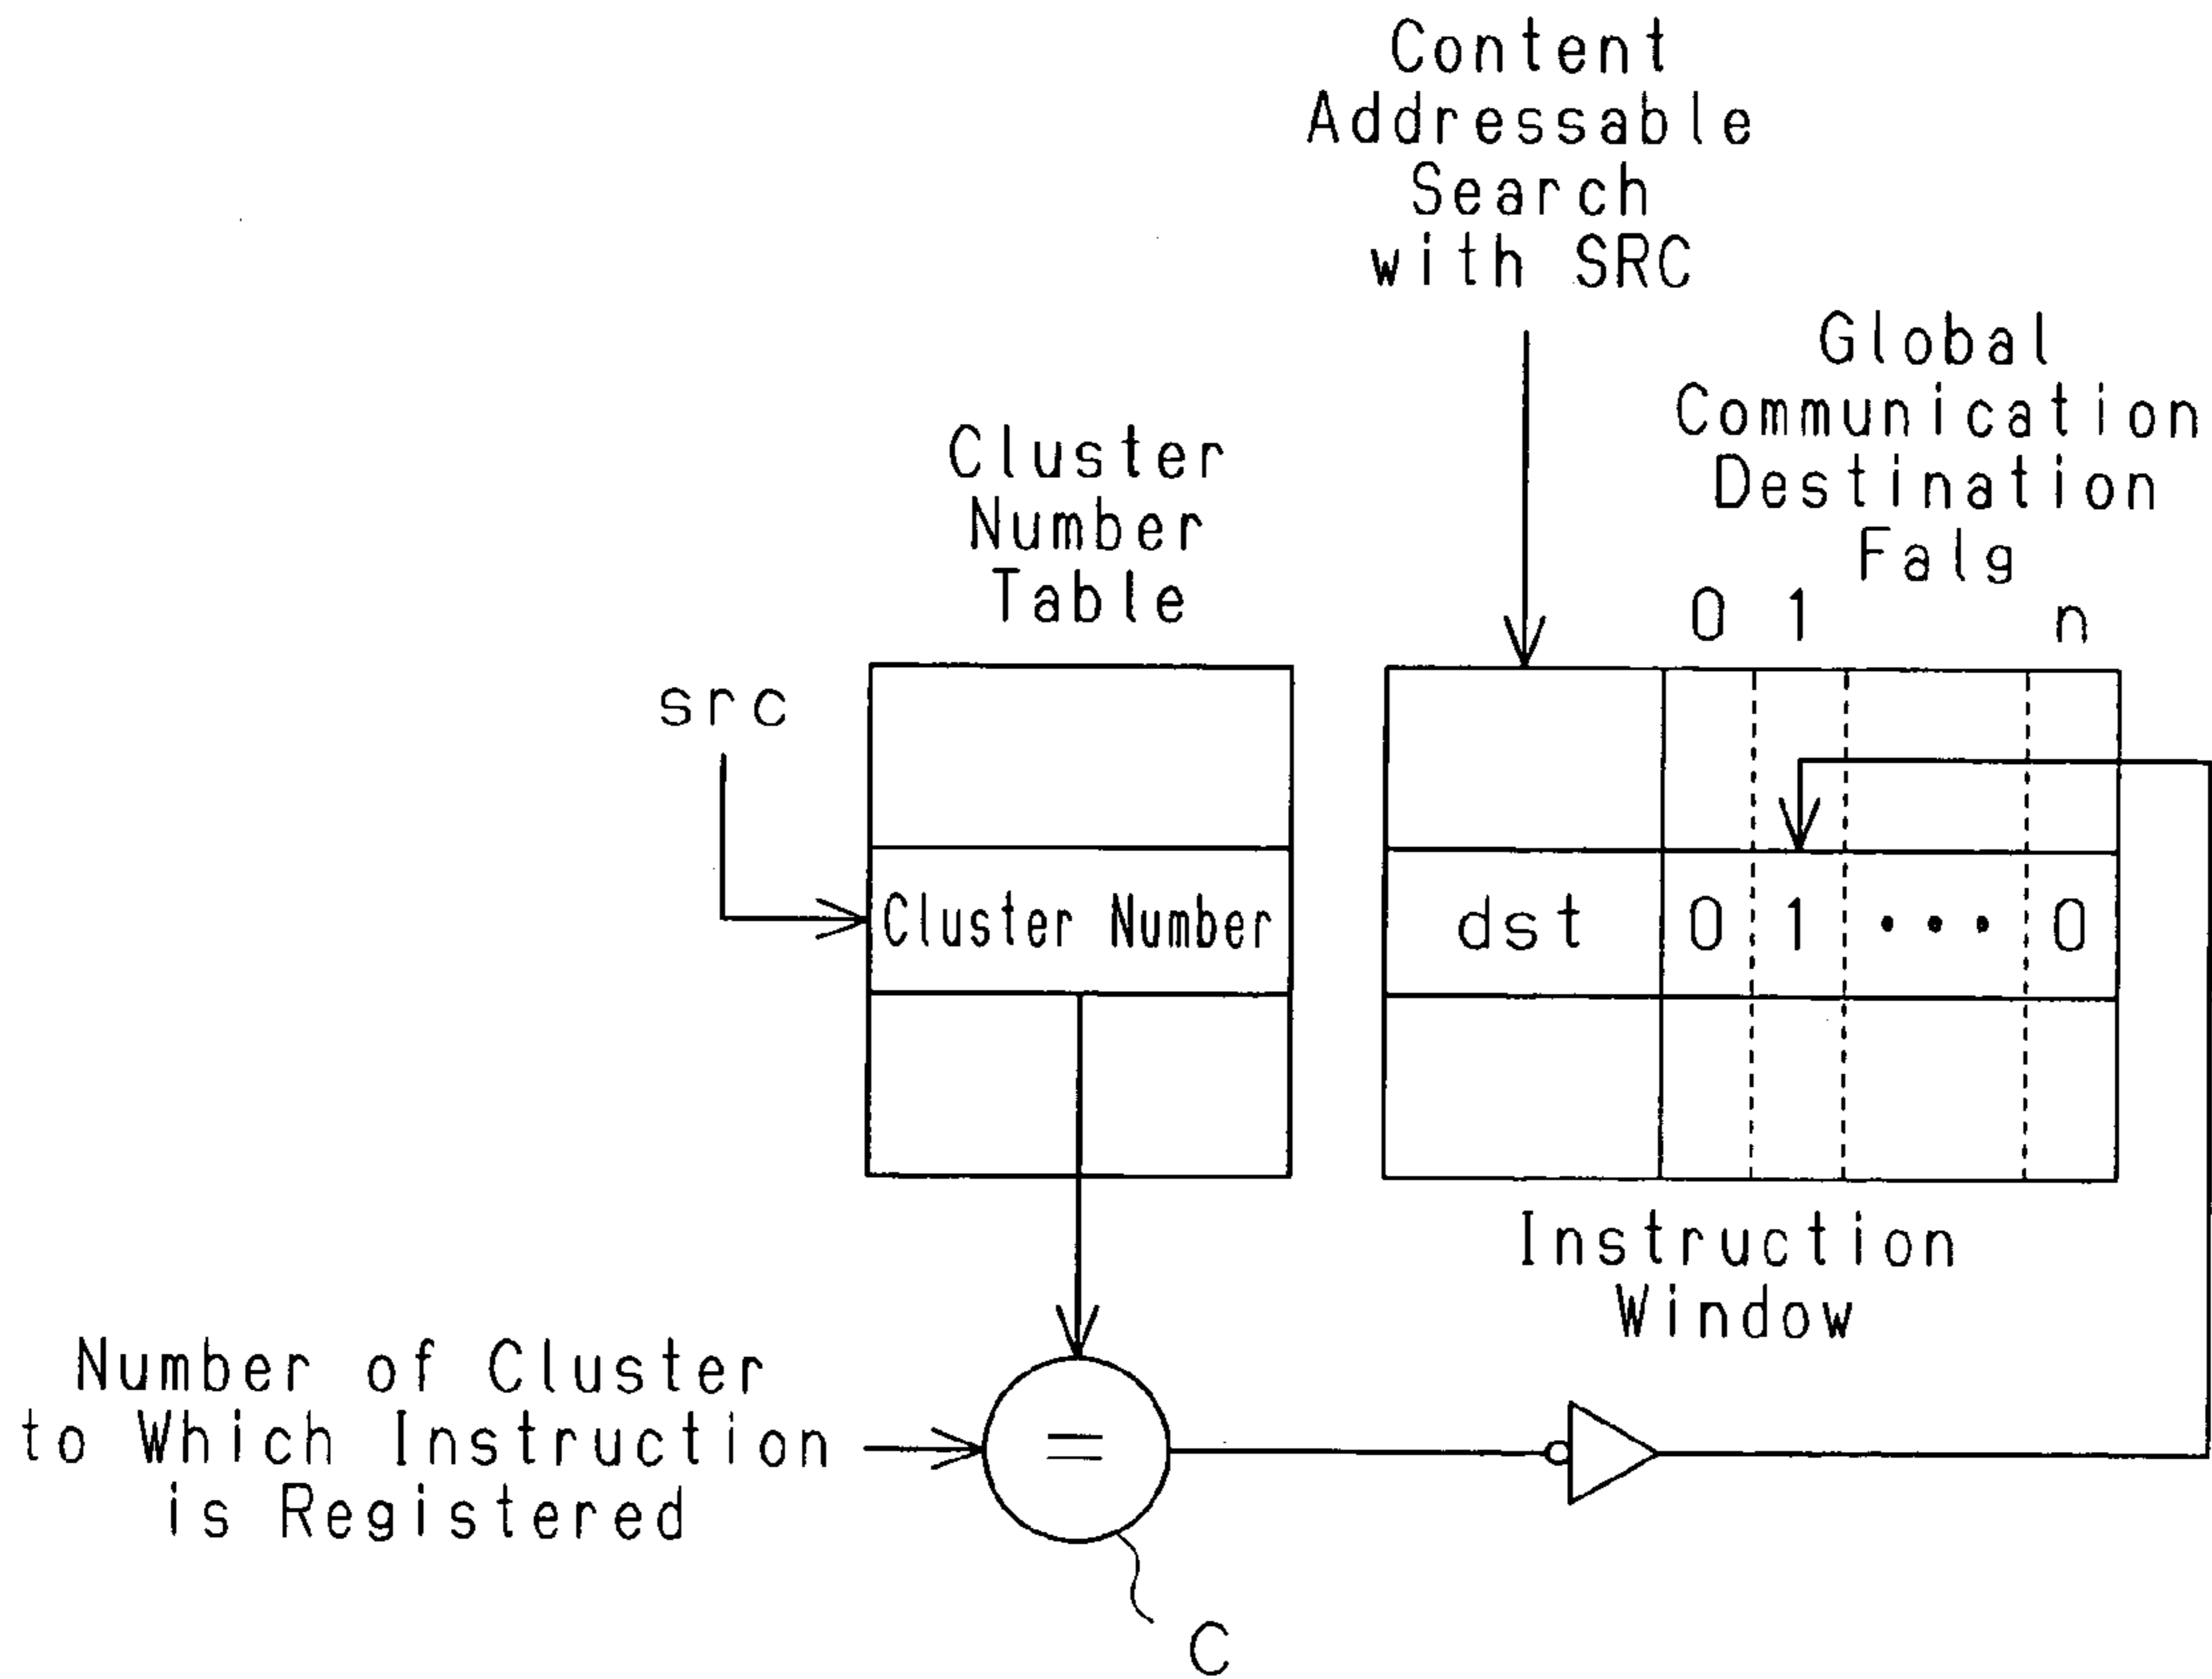 Content
Addressable
Search
with SRC
Global
Communication
Destination
Falg
Cluster
Number
Table
0 1 n
src
Cluster Number
dst 0 1 ••• 0
Instruction
Window
Number of Cluster
to Which Instruction
is Registered
=
C